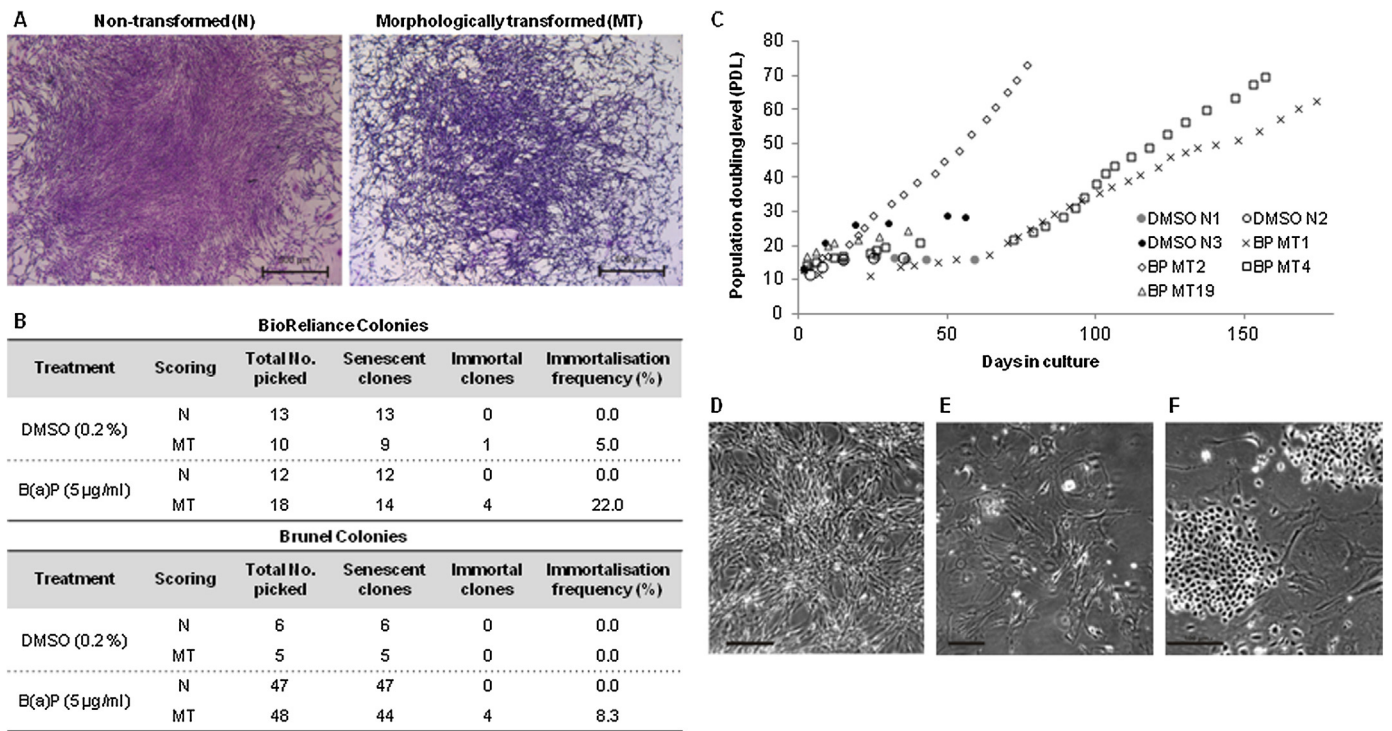 A
Non-transformed (N)
Morphologically transformed (MT)
B
BioReliance Colonies
Treatment Scoring Total No. picked Senescent clones Immortal clones Immortalisation frequency (%)
DMSO (0.2 %) N 13 13 0 0.0
MT 10 9 1 5.0
B(a)P (5 µg/ml) N 12 12 0 0.0
MT 18 14 4 22.0
Brunel Colonies
Treatment Scoring Total No. picked Senescent clones Immortal clones Immortalisation frequency (%)
DMSO (0.2 %) N 6 6 0 0.0
MT 5 5 0 0.0
B(a)P (5 µg/ml) N 47 47 0 0.0
MT 48 44 4 8.3
C
Population doubling level (PDL)
80
70
60
50
40
30
20
10
0
0 50 100 150
Days in culture
DMSO N1 DMSO N2
DMSO N3 BP MT1
BP MT2 BP MT4
BP MT19
D
E
F